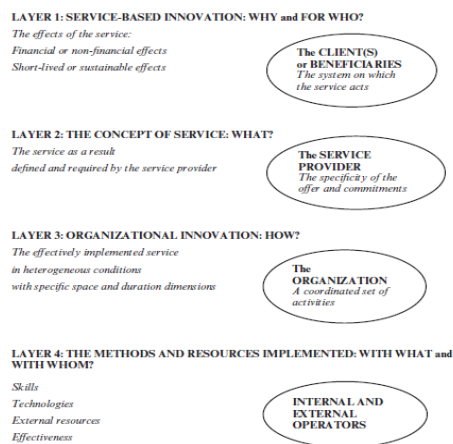 LAYER 1: SERVICE-BASED INNOVATION: WHY and FOR WHO?
The effects of the service:
Financial or non-financial effects
Short-lived or sustainable effects
The CLIENT(S)
or BENEFICIARIES
The system on which
the service acts
LAYER 2: THE CONCEPT OF SERVICE: WHAT?
The service as a result
defined and required by the service provider
The SERVICE
PROVIDER
The specificity of the
offer and commitments
LAYER 3: ORGANIZATIONAL INNOVATION: HOW?
The effectively implemented service
in heterogeneous conditions
with specific space and duration dimensions
The
ORGANIZATION
A coordinated set of
activities
LAYER 4: THE METHODS AND RESOURCES IMPLEMENTED: WITH WHAT and
WITH WHOM?
Skills
Technologies
External resources
Effectiveness
INTERNAL AND
EXTERNAL
OPERATORS